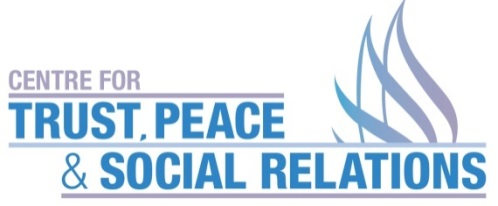 CENTRE FOR
TRUST, PEACE
& SOCIAL RELATIONS